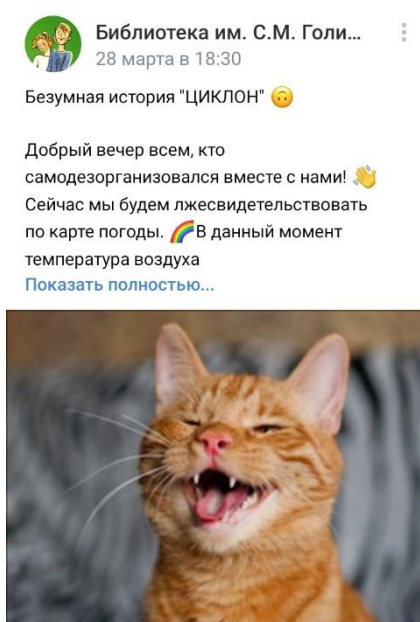 Библиотека им. С.М. Голи...
28 марта в 18:30
Безумная история "ЦИКЛОН" 🙃
Добрый вечер всем, кто
самодезорганизовался вместе с нами! 👋
Сейчас мы будем лжесвидетельствовать
по карте погоды. 🌈В данный момент
температура воздуха
Показать полностью...